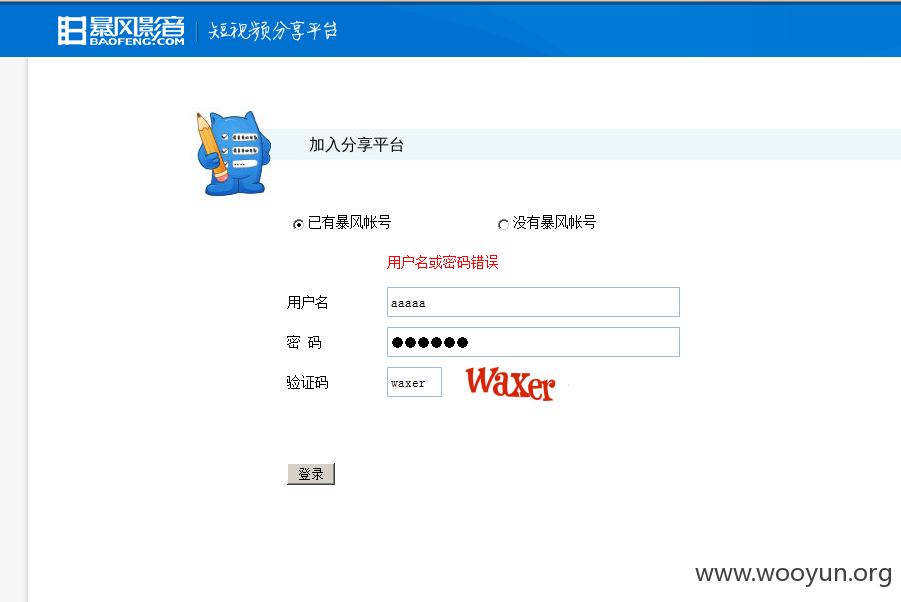 暴风影音
BAOFENG.COM
短视频分享平台
加入分享平台
已有暴风帐号 没有暴风帐号
用户名或密码错误
用户名 aaaaa
密 码 ●●●●●●
验证码 waxer Waxer
登录
www.wooyun.org